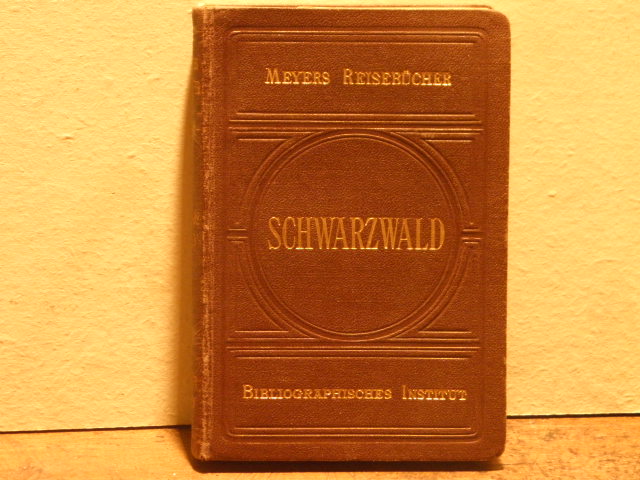 MEYERS REISEBÜCHER
SCHWARZWALD
BIBLIOGRAPHISCHES INSTITUT